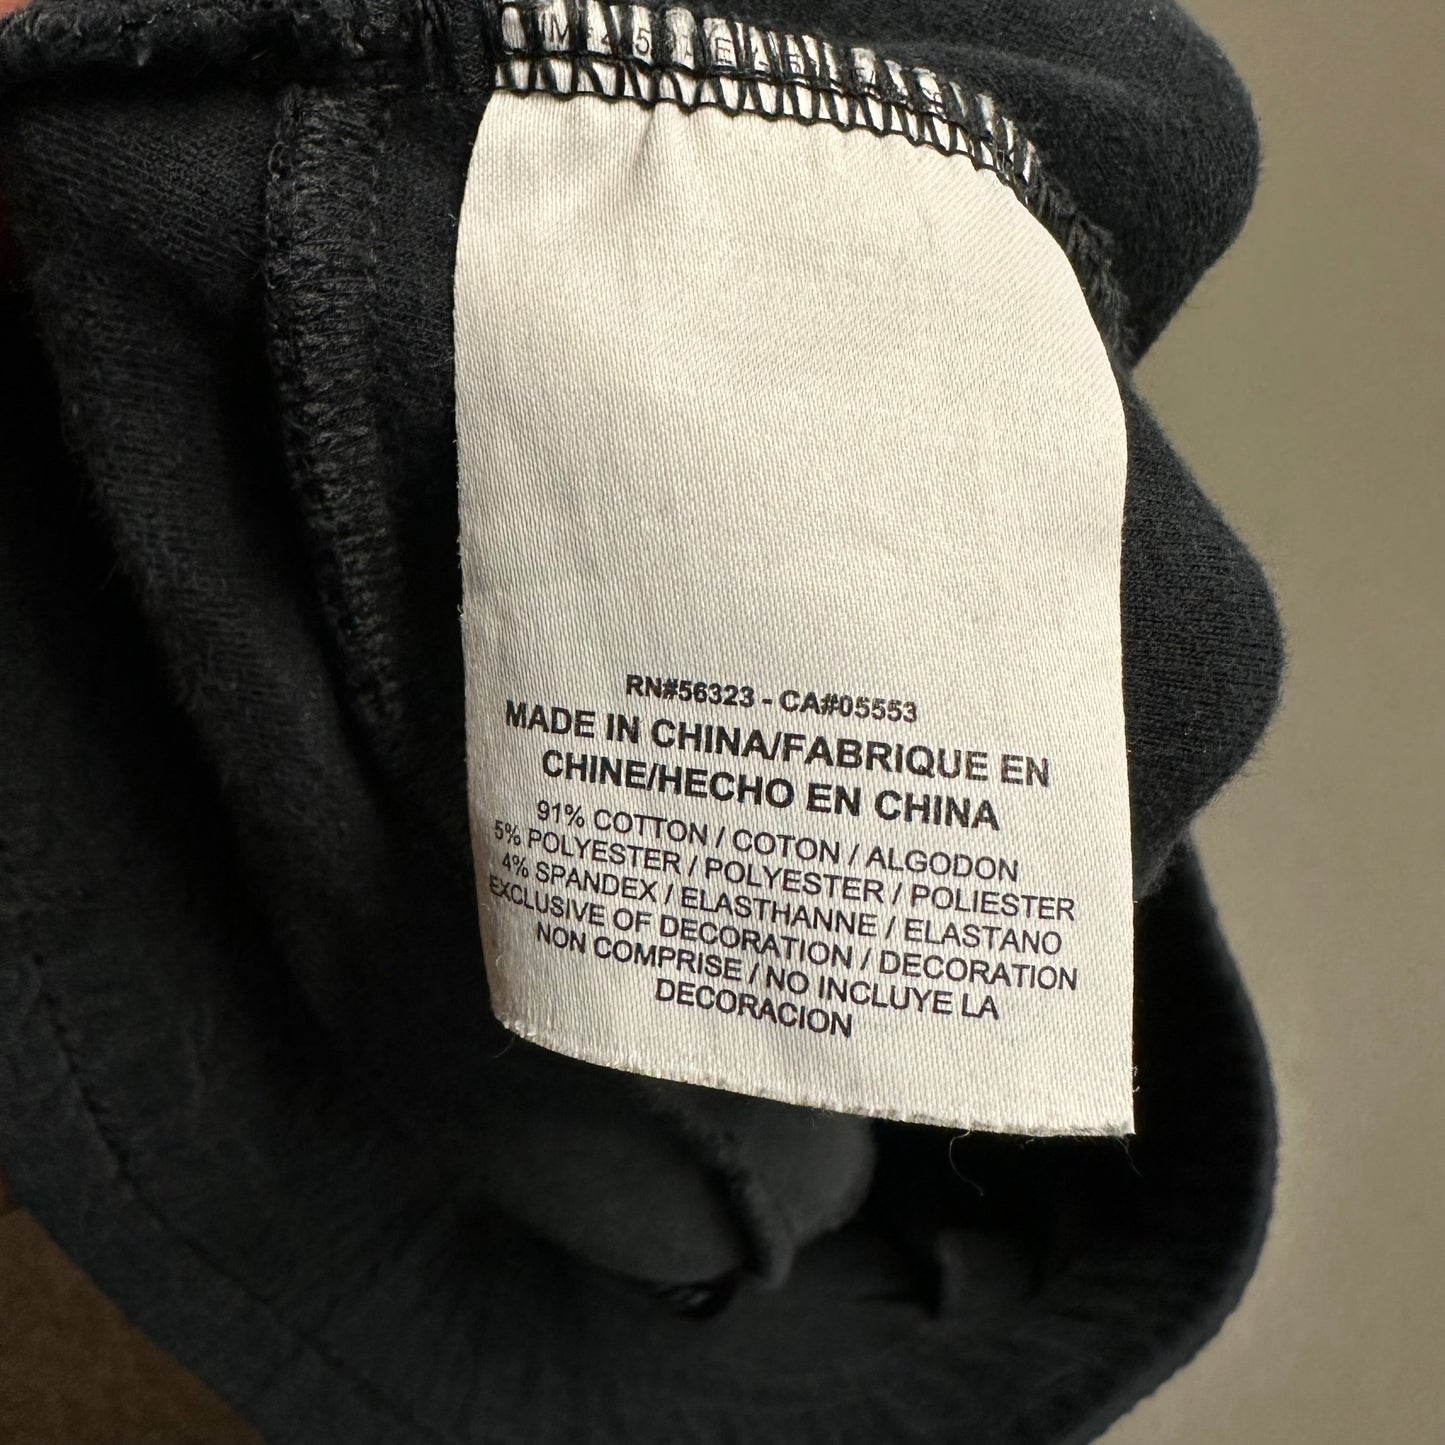 RN#56323 - CA#05553
MADE IN CHINA/FABRIQUE EN
CHINE/HECHO EN CHINA
91% COTTON / COTON / ALGODON
5% POLYESTER / POLYESTER / POLIESTER
4% SPANDEX / ELASTHANNE / ELASTANO
EXCLUSIVE OF DECORATION / DECORATION
NON COMPRISE / NO INCLUYE LA
DECORACION